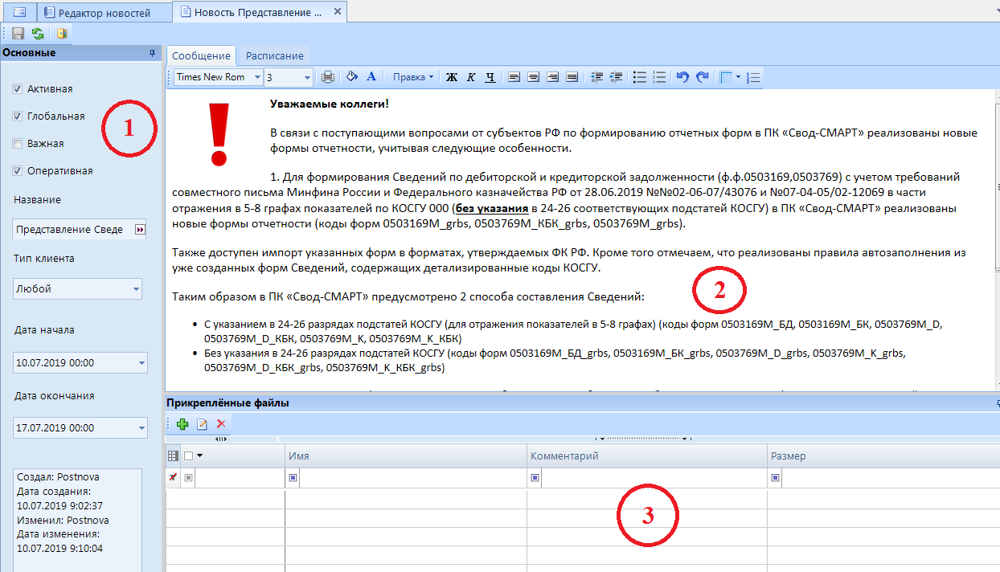 Редактор новостей
Новость Представление ...
Основные
Активная
Глобальная
Важная
Оперативная
1
Название
Представление Сведе
Тип клиента
Любой
Дата начала
10.07.2019 00:00
Дата окончания
17.07.2019 00:00
Создал: Postnova
Дата создания:
10.07.2019 9:02:37
Изменил: Postnova
Дата изменения:
10.07.2019 9:10:04
Сообщение Расписание
Times New Rom 3 А Правка Ж К Ч
Уважаемые коллеги!
В связи с поступающими вопросами от субъектов РФ по формированию отчетных форм в ПК «Свод-СМАРТ» реализованы новые
формы отчетности, учитывая следующие особенности.
1. Для формирования Сведений по дебиторской и кредиторской задолженности (ф.ф.0503169,0503769) с учетом требований
совместного письма Минфина России и Федерального казначейства РФ от 28.06.2019 №№02-06-07/43076 и №07-04-05/02-12069 в части
отражения в 5-8 графах показателей по КОСГУ 000 (без указания в 24-26 соответствующих подстатей КОСГУ) в ПК «Свод-СМАРТ» реализованы
новые формы отчетности (коды форм 0503169M_grbs, 0503769M_КБК_grbs, 0503769M_grbs).
Также доступен импорт указанных форм в форматах, утверждаемых ФК РФ. Кроме того отмечаем, что реализованы правила автозаполнения из
уже созданных форм Сведений, содержащих детализированные коды КОСГУ.
2
Таким образом в ПК «Свод-СМАРТ» предусмотрено 2 способа составления Сведений:
• С указанием в 24-26 разрядах подстатей КОСГУ (для отражения показателей в 5-8 графах) (коды форм 0503169M_БД, 0503169M_БК, 0503769M_D,
0503769M_D_КБК, 0503769M_K, 0503769M_K_КБК)
• Без указания в 24-26 разрядах подстатей КОСГУ (коды форм 0503169M_БД_grbs, 0503169M_БК_grbs, 0503769M_D_grbs, 0503769M_K_grbs,
0503769M_D_КБК_grbs, 0503769M_K_КБК_grbs)
Прикреплённые файлы
Имя Комментарий Размер
3